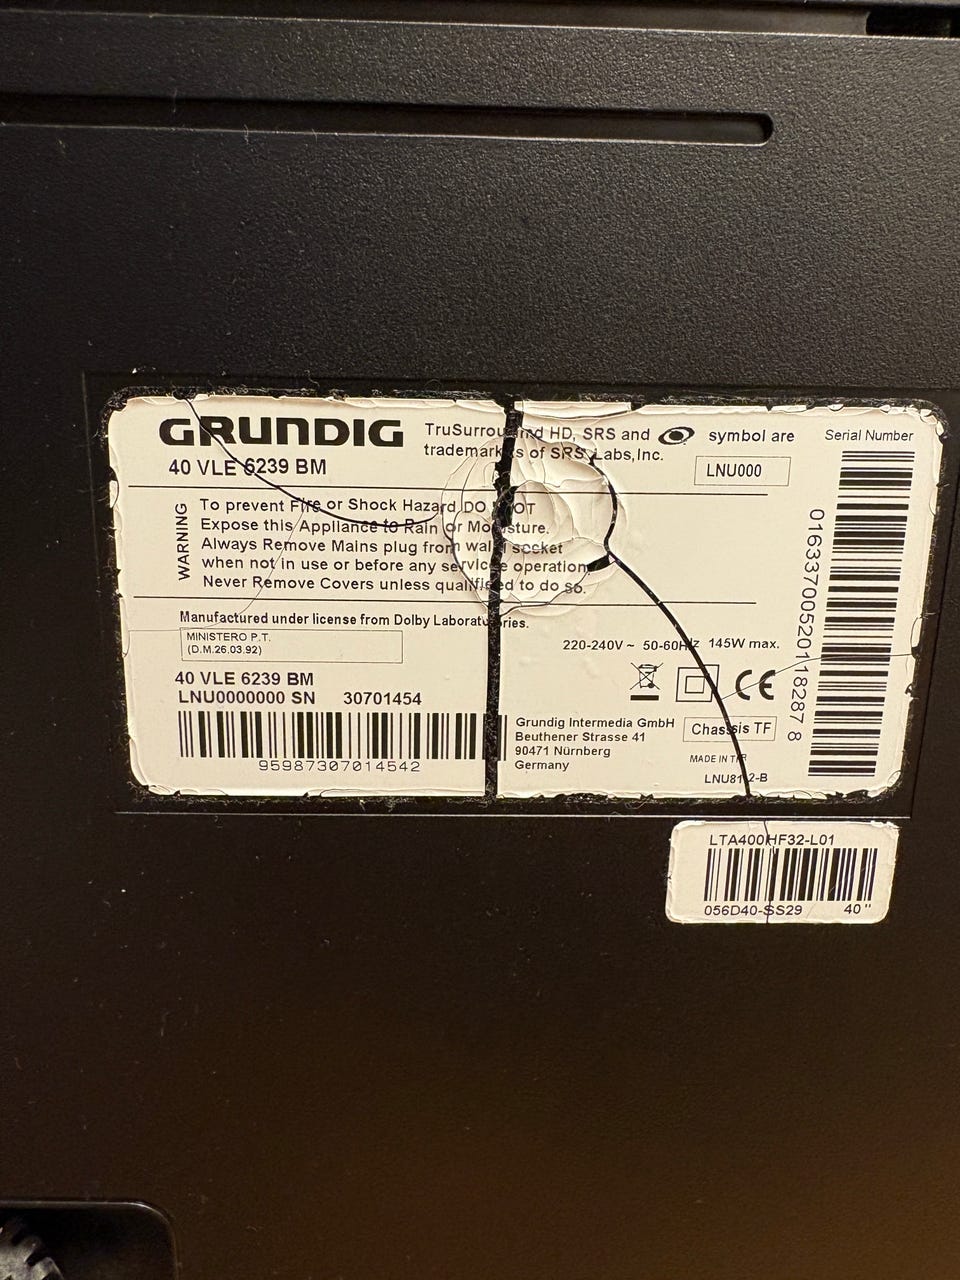 GRUNDIG
40 VLE 6239 BM
TruSurround HD, SRS and symbol are
trademarks of SRS Labs, Inc.
LNU000
Serial Number
WARNING
To prevent Fire or Shock Hazard DO NOT
Expose this Appliance to Rain or Moisture.
Always Remove Mains plug from wall socket
when not in use or before any service operation
Never Remove Covers unless qualified to do so.
0163370052011828​7 8
Manufactured under license from Dolby Laboratories.
MINISTERO P.T.
(D.M.26.03.92)
220-240V ~ 50-60Hz 145W max.
40 VLE 6239 BM
LNU0000000 SN 30701454
95987307014542
CE
Grundig Intermedia GmbH
Beuthener Strasse 41
90471 Nürnberg
Germany
Chassis TF
MADE IN
LTA400HF32-L01
056D40-SS29 40"